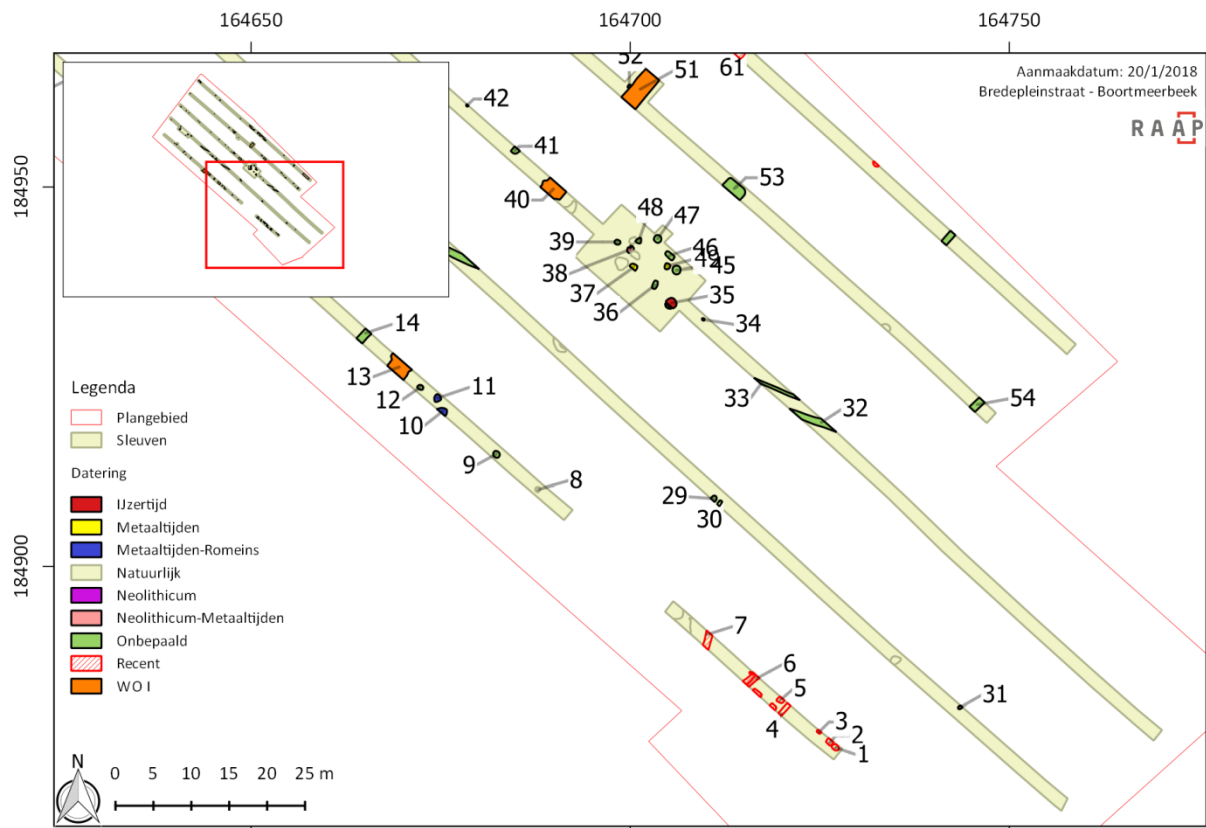 164650
164700
164750
Aanmaakdatum: 20/1/2018
Bredepleinstraat - Boortmeerbeek
RAAP
184950
184900
52
51
61
42
41
40
53
48
47
39
46
49
45
38
37
36
35
34
14
13
11
12
10
33
32
54
9
8
29
30
7
6
5
4
3
2
1
31
Legenda
Plangebied
Sleuven
Datering
IJzertijd
Metaaltijden
Metaaltijden-Romeins
Natuurlijk
Neolithicum
Neolithicum-Metaaltijden
Onbepaald
Recent
WO I
N
0 5 10 15 20 25 m